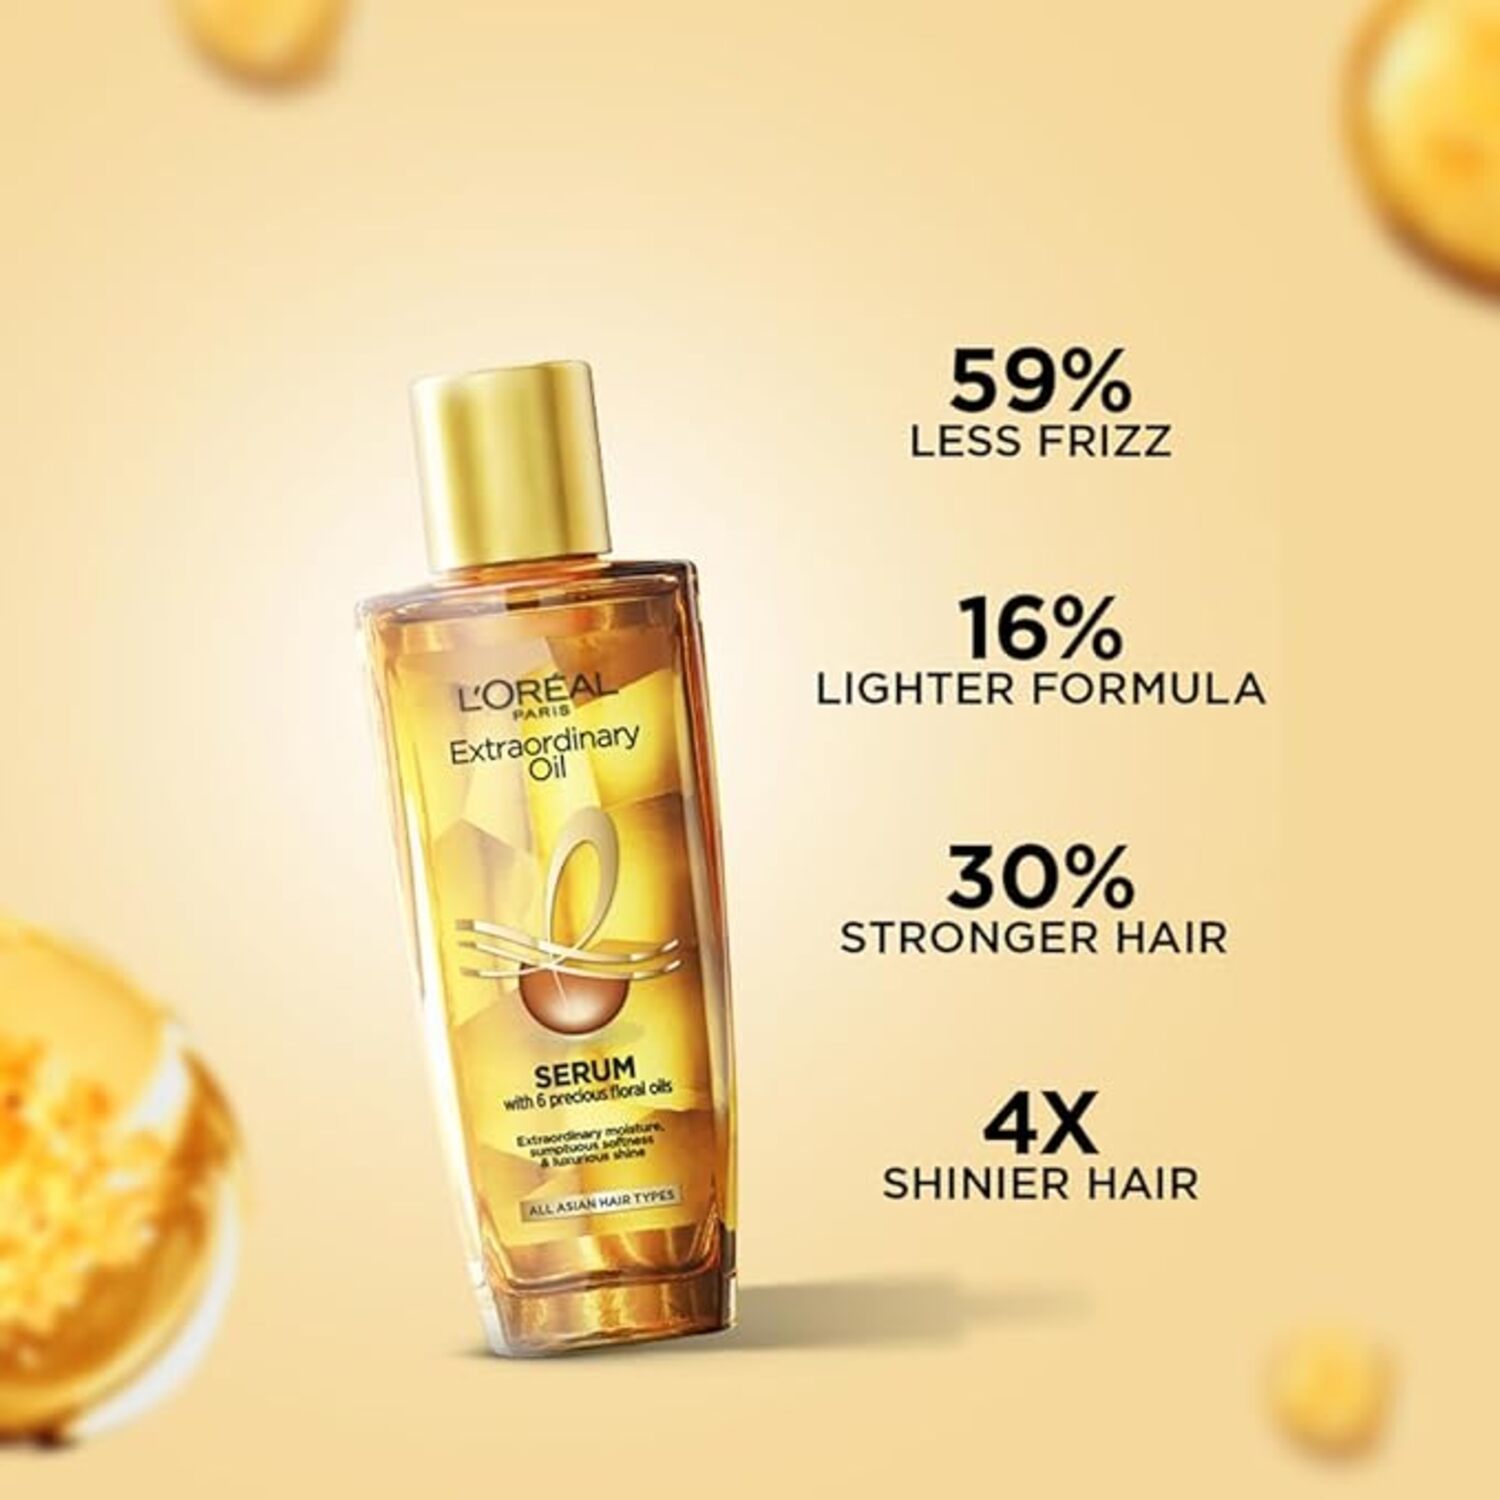 L'ORÉAL
PARIS
Extraordinary
Oil
SERUM
with 6 precious floral oils
Extraordinary moisture,
sumptuous softness
& luxurious shine
ALL ASIAN HAIR TYPES
59%
LESS FRIZZ
16%
LIGHTER FORMULA
30%
STRONGER HAIR
4X
SHINIER HAIR